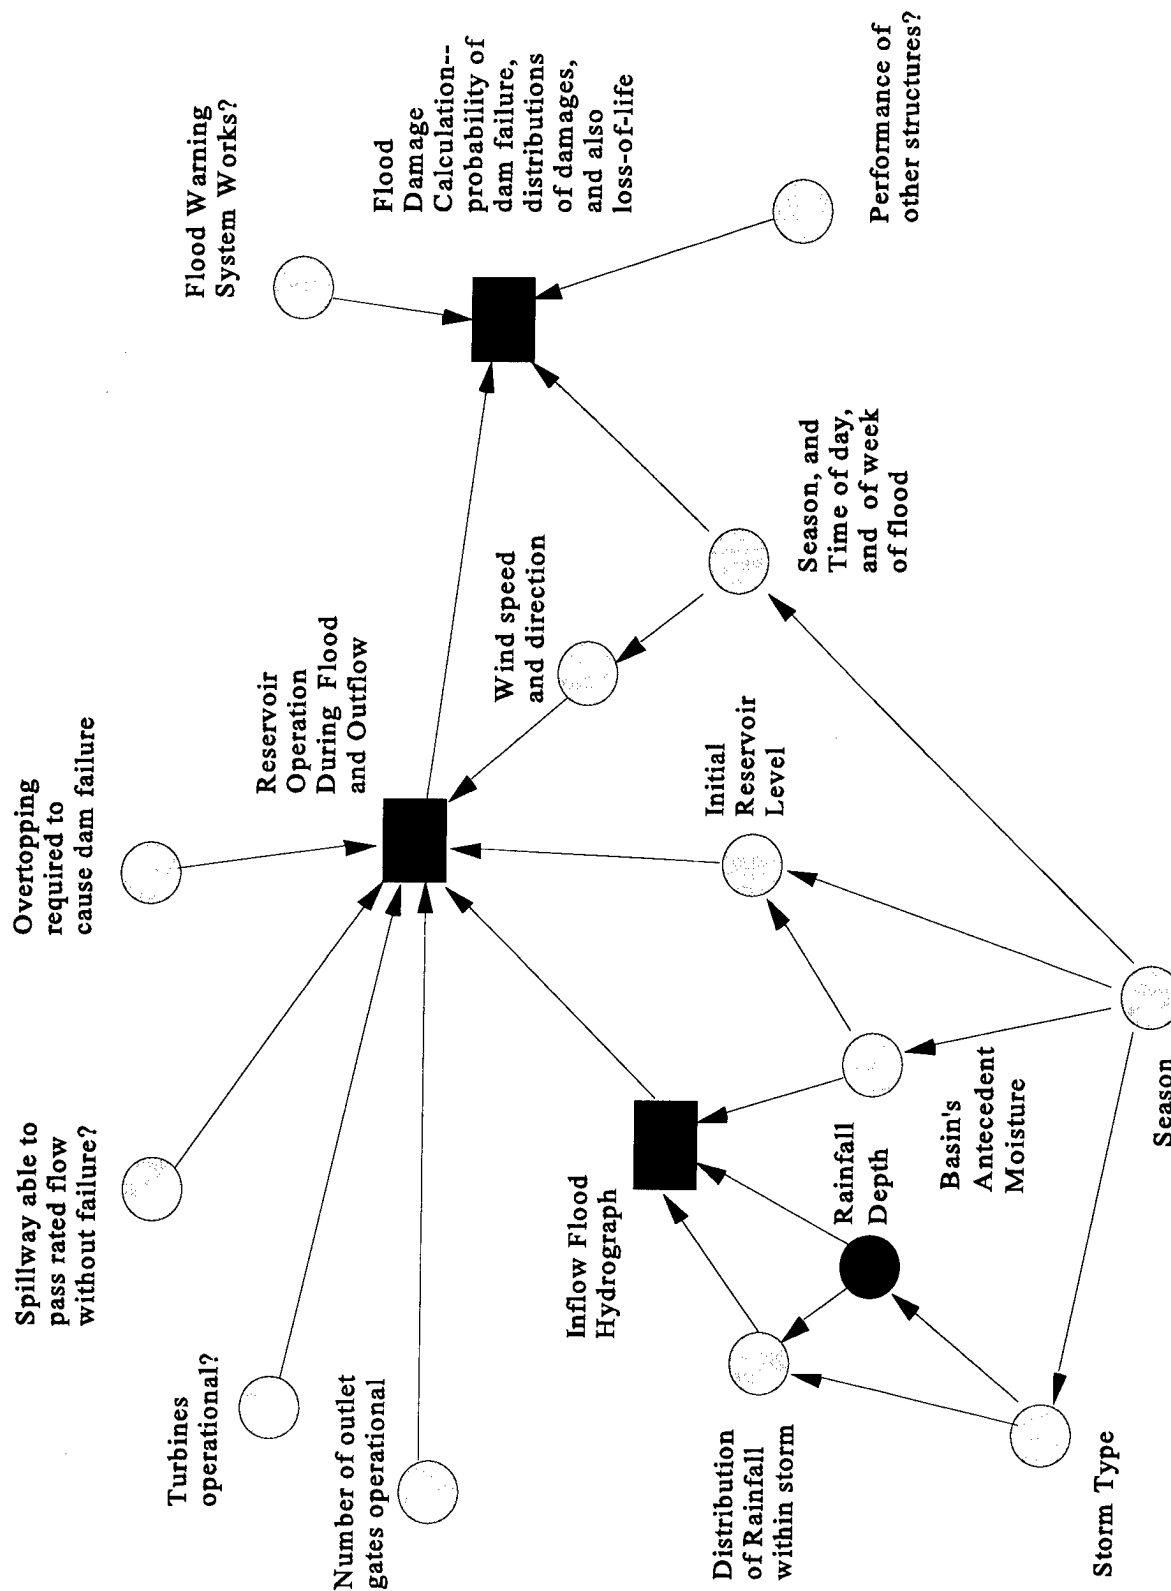 Overtopping
required to
cause dam failure
Spillway able to
pass rated flow
without failure?
Turbines
operational?
Number of outlet
gates operational
Reservoir
Operation
During Flood
and Outflow
Flood Warning
System Works?
Flood
Damage
Calculation--
probability of
dam failure,
distributions
of damages,
and also
loss-of-life
Wind speed
and direction
Inflow Flood
Hydrograph
Initial
Reservoir
Level
Season, and
Time of day,
and of week
of flood
Performance of
other structures?
Distribution
of Rainfall
within storm
Rainfall
Depth
Basin's
Antecedent
Moisture
Storm Type
Season